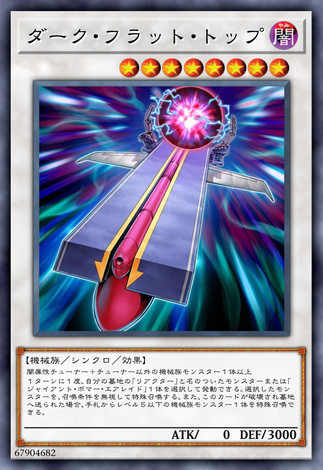 ダーク・フラット・トップ
闇
やみ
【機械族／シンクロ／効果】
闇属性チューナー＋チューナー以外の機械族モンスター１体以上
１ターンに１度、自分の墓地の「リアクター」と名のついたモンスターまたは「
ジャイアント・ボマー・エアレイド」１体を選択して発動できる。選択したモンス
ターを、召喚条件を無視して特殊召喚する。また、このカードが破壊され墓地
へ送られた場合、手札からレベル５以下の機械族モンスター１体を特殊召喚で
きる。
ATK/ 0 DEF/3000
67904682